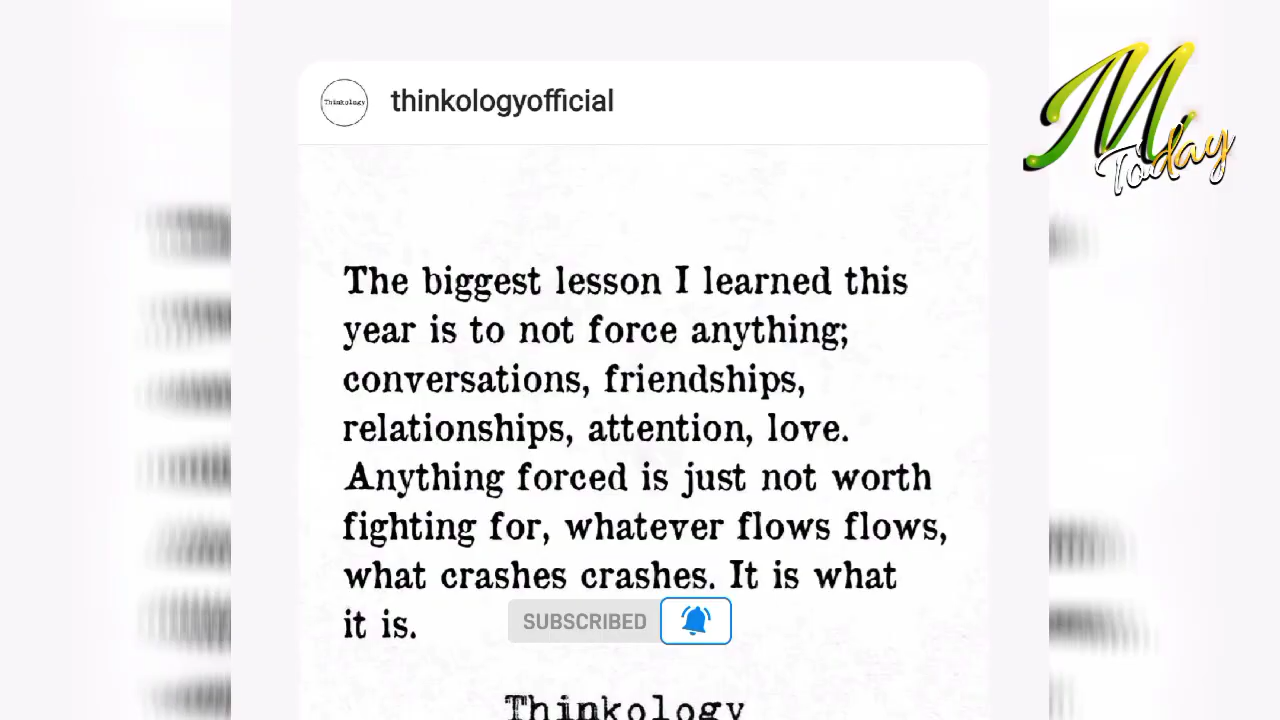 Thinkology
thinkologyofficial
M
Today
The biggest lesson I learned this
year is to not force anything;
conversations, friendships,
relationships, attention, love.
Anything forced is just not worth
fighting for, whatever flows flows,
what crashes crashes. It is what
it is.
SUBSCRIBED
Thinkology